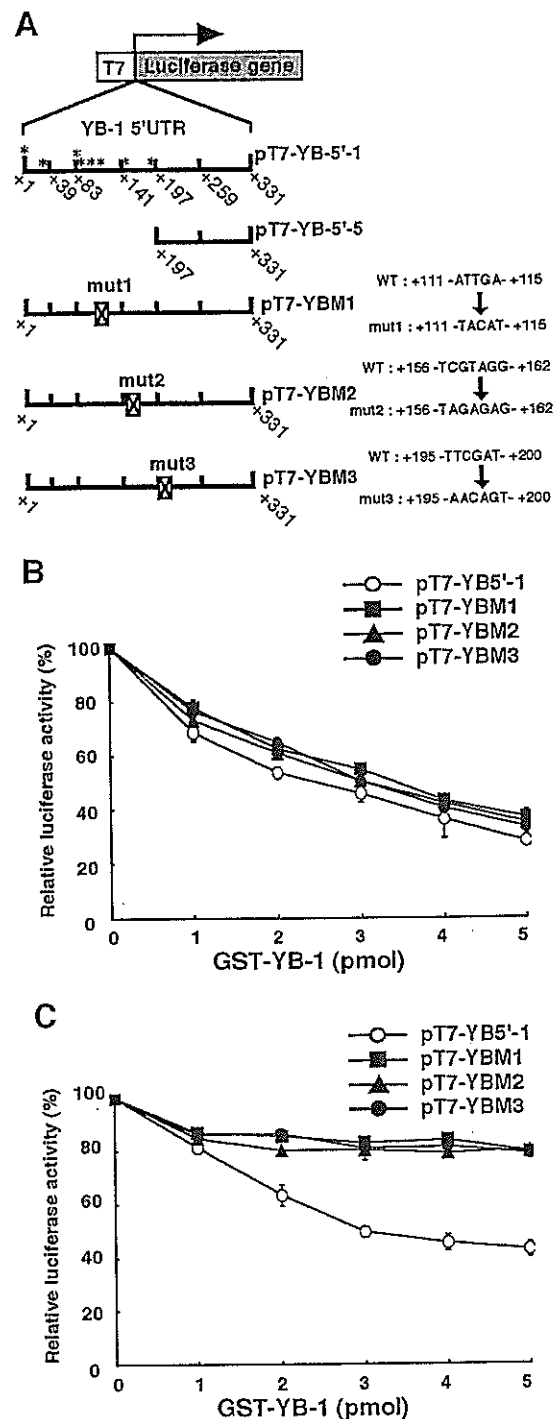 A
T7 Luciferase gene
YB-1 5'UTR
* * * * * * * * pT7-YB-5'-1
+1 +39 +83 +141 +197 +259 +331
pT7-YB-5'-5
+197 +331
mut1
pT7-YBM1
+1 +331
WT : +111 -ATTGA- +115
mut1 : +111 -TACAT- +115
mut2
pT7-YBM2
+1 +331
WT : +156 -TCGTAGG- +162
mut2 : +156 -TAGAGAG- +162
mut3
pT7-YBM3
+1 +331
WT : +195 -TTCGAT- +200
mut3 : +195 -AACAGT- +200
B
pT7-YB5'-1
pT7-YBM1
pT7-YBM2
pT7-YBM3
Relative luciferase activity (%)
100
80
60
40
20
0
0 1 2 3 4 5
GST-YB-1 (pmol)
C
pT7-YB5'-1
pT7-YBM1
pT7-YBM2
pT7-YBM3
Relative luciferase activity (%)
100
80
60
40
20
0
0 1 2 3 4 5
GST-YB-1 (pmol)